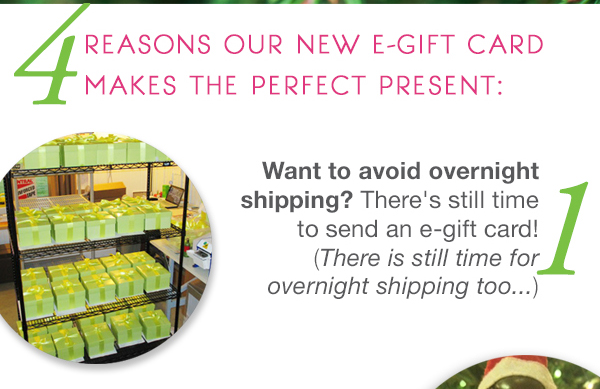 4 REASONS OUR NEW E-GIFT CARD
MAKES THE PERFECT PRESENT:
Want to avoid overnight
shipping? There's still time
to send an e-gift card!
(There is still time for
overnight shipping too...)
1